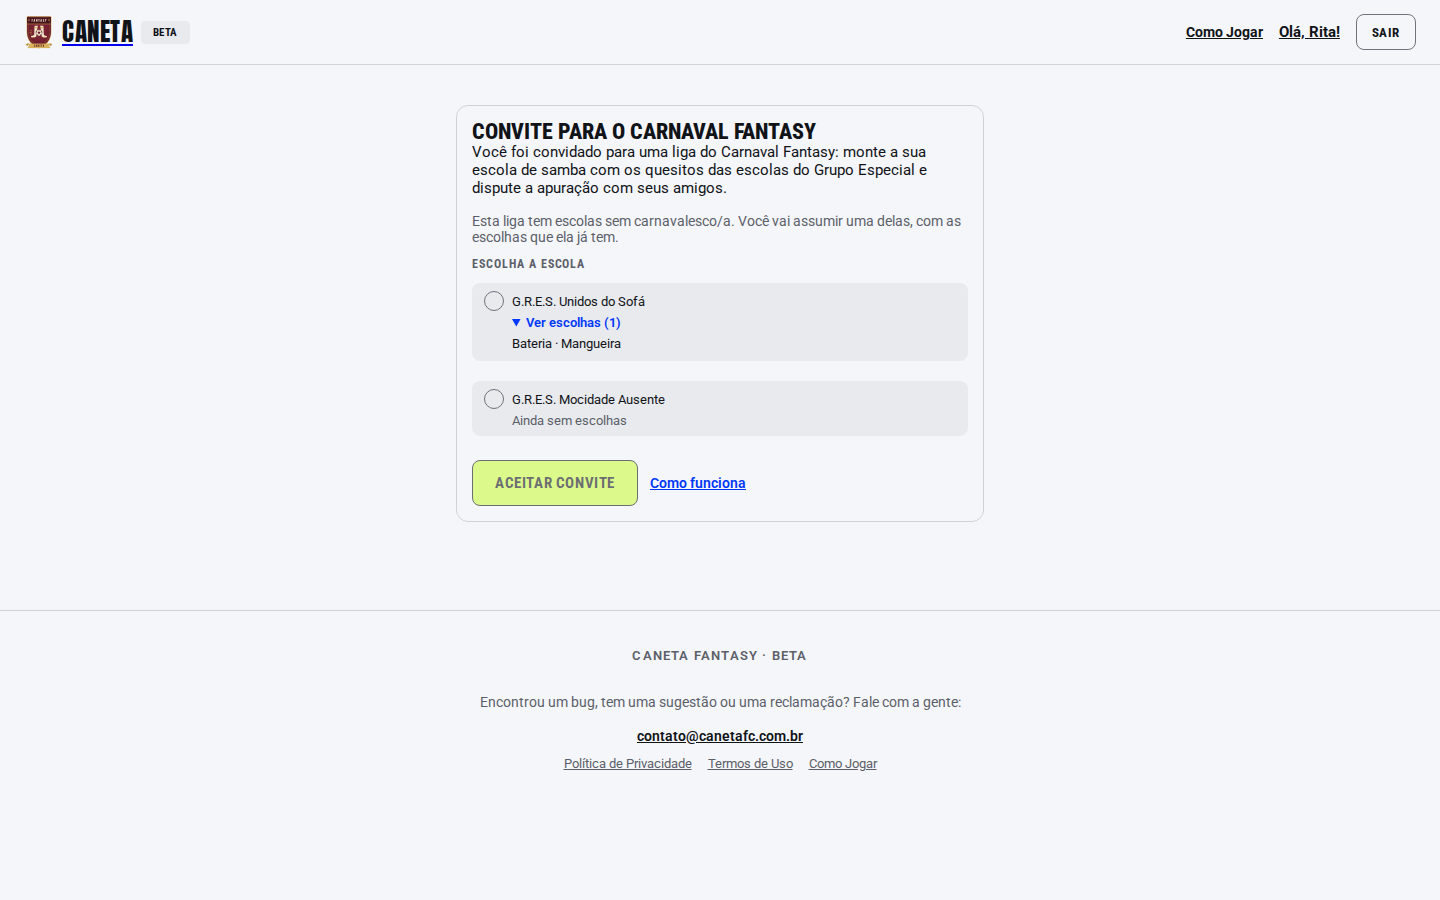 CANETA
BETA
Como Jogar
Olá, Rita!
SAIR
CONVITE PARA O CARNAVAL FANTASY
Você foi convidado para uma liga do Carnaval Fantasy: monte a sua
escola de samba com os quesitos das escolas do Grupo Especial e
dispute a apuração com seus amigos.
Esta liga tem escolas sem carnavalesco/a. Você vai assumir uma delas, com as
escolhas que ela já tem.
ESCOLHA A ESCOLA
G.R.E.S. Unidos do Sofá
Ver escolhas (1)
Bateria · Mangueira
G.R.E.S. Mocidade Ausente
Ainda sem escolhas
ACEITAR CONVITE
Como funciona
CANETA FANTASY · BETA
Encontrou um bug, tem uma sugestão ou uma reclamação? Fale com a gente:
contato@canetafc.com.br
Política de Privacidade
Termos de Uso
Como Jogar